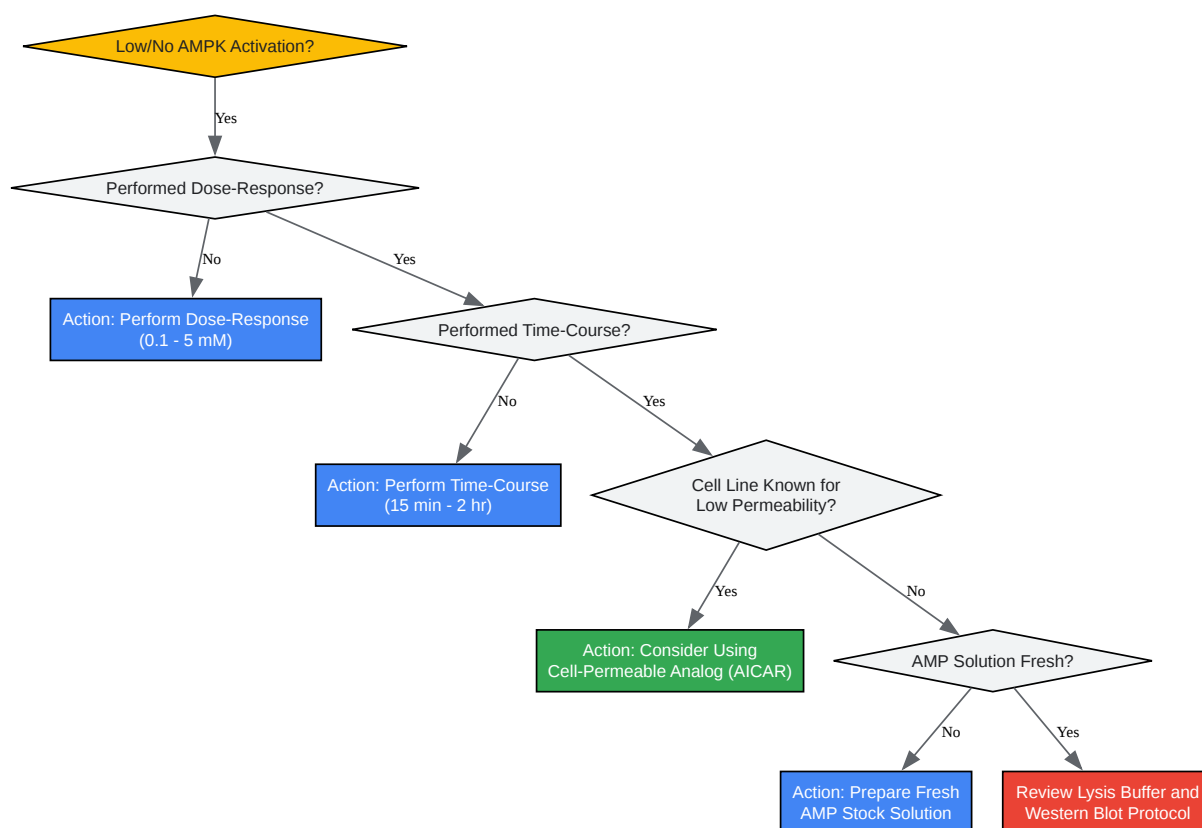 Low/No AMPK Activation?
Yes
Performed Dose-Response?
No
Yes
Action: Perform Dose-Response
(0.1 - 5 mM)
Performed Time-Course?
No
Yes
Action: Perform Time-Course
(15 min - 2 hr)
Cell Line Known for
Low Permeability?
Yes
No
Action: Consider Using
Cell-Permeable Analog (AICAR)
AMP Solution Fresh?
No
Yes
Action: Prepare Fresh
AMP Stock Solution
Review Lysis Buffer and
Western Blot Protocol